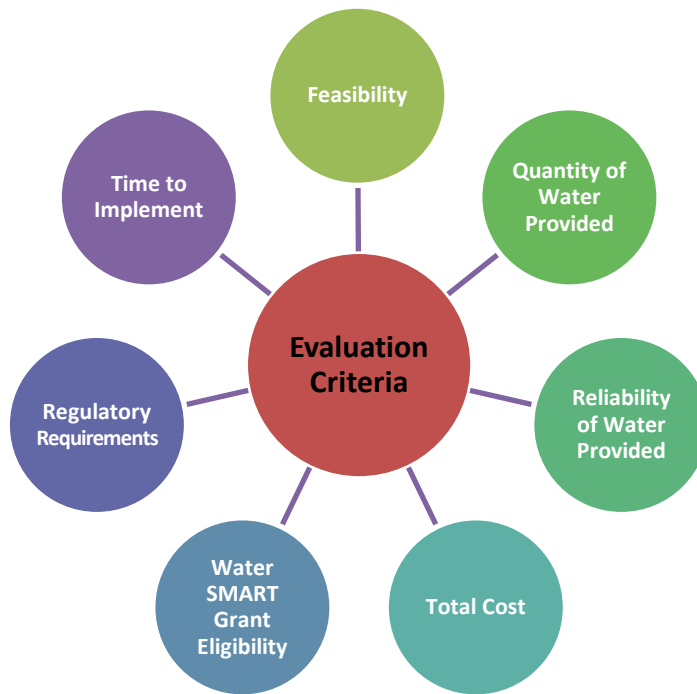 Feasibility
Quantity of
Water
Provided
Reliability
of Water
Provided
Total Cost
Water
SMART
Grant
Eligibility
Regulatory
Requirements
Time to
Implement
Evaluation
Criteria